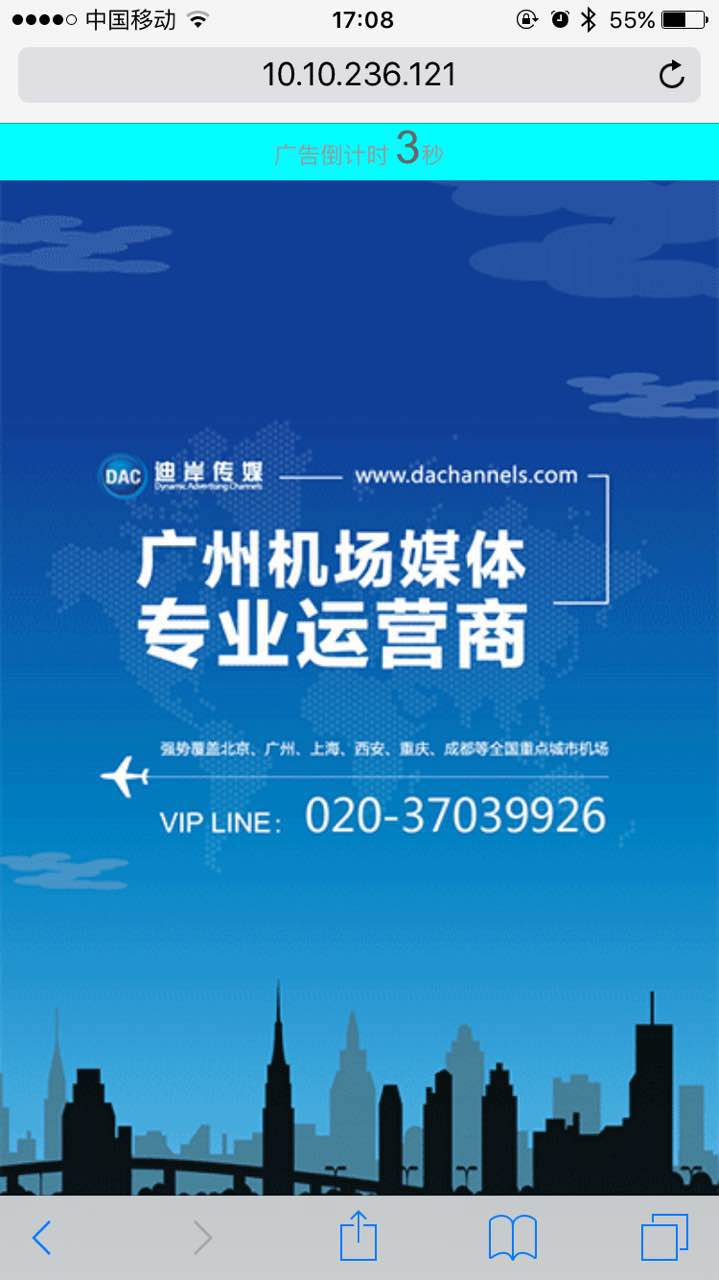 中国移动 17:08 55%
10.10.236.121
广告倒计时 3秒
DAC 迪岸传媒 www.dachannels.com
Dynamic Advertising Channels
广州机场媒体
专业运营商
强势覆盖北京、广州、上海、西安、重庆、成都等全国重点城市机场
VIP LINE: 020-37039926